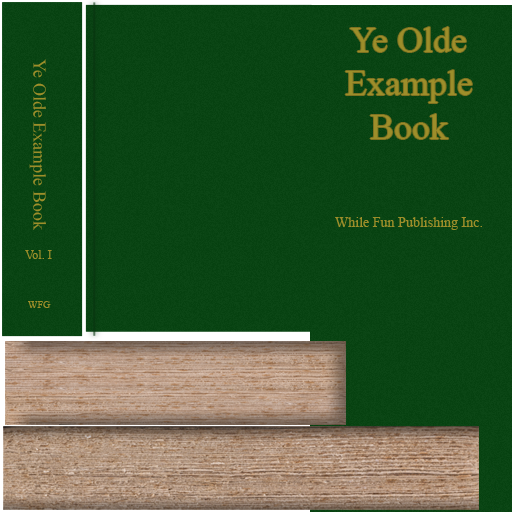 Ye Olde Example Book
Vol. I
WFG
Ye Olde
Example
Book
While Fun Publishing Inc.